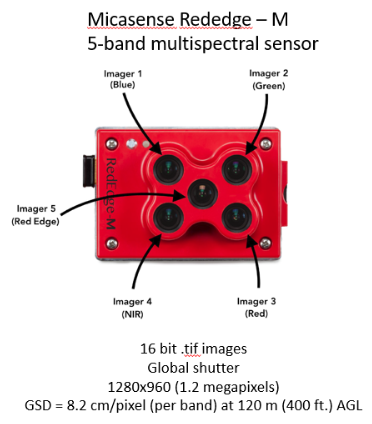 Micasense Rededge – M
5-band multispectral sensor
Imager 1
(Blue)
Imager 2
(Green)
RedEdge-M
Imager 5
(Red Edge)
Imager 4
(NIR)
Imager 3
(Red)
16 bit .tif images
Global shutter
1280x960 (1.2 megapixels)
GSD = 8.2 cm/pixel (per band) at 120 m (400 ft.) AGL